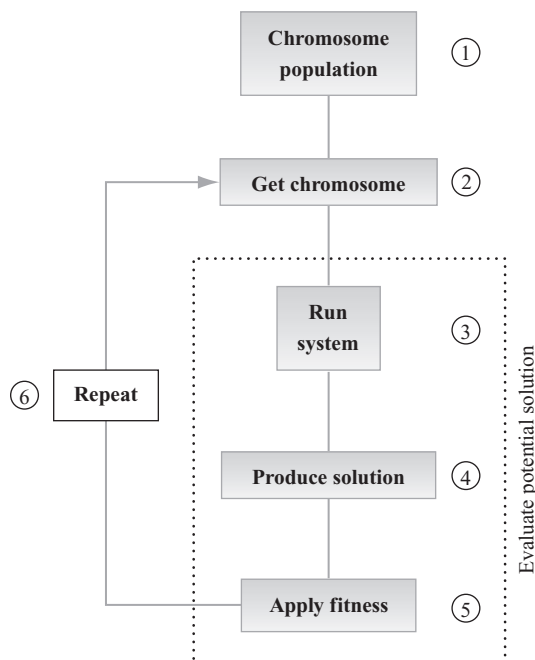 Chromosome
population
1
Get chromosome
2
Run
system
3
6
Repeat
Produce solution
4
Evaluate potential solution
Apply fitness
5